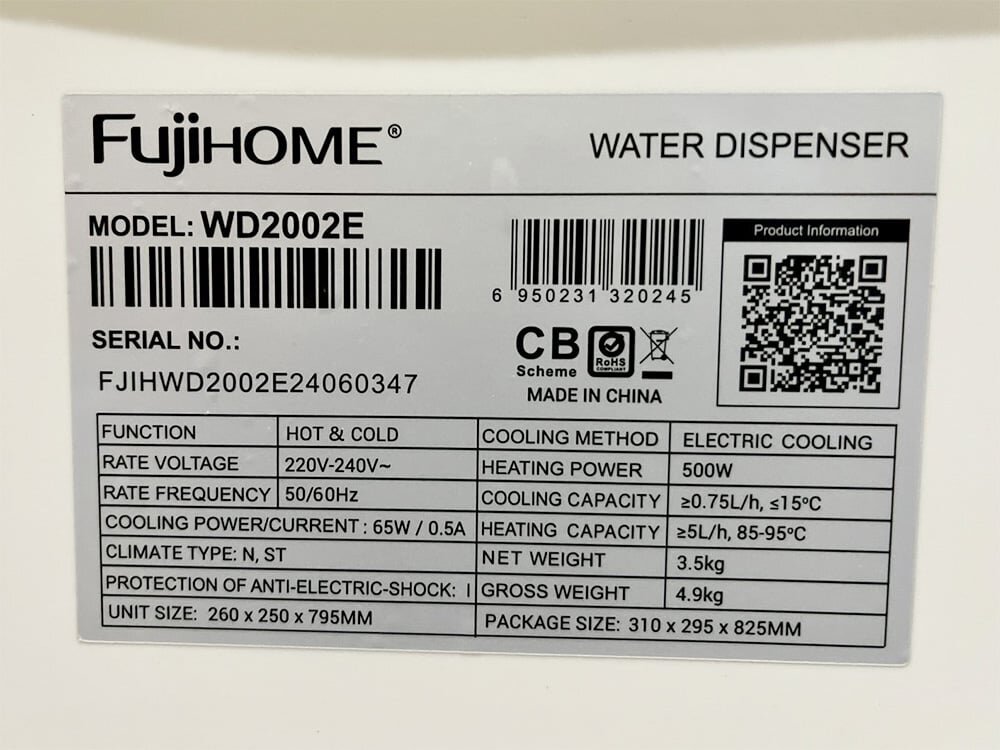 FujiHOME®
WATER DISPENSER
MODEL: WD2002E
6 950231 320245
Product Information
SERIAL NO.:
FJIHWD2002E24060347
CB
Scheme
RoHS
COMPLIANT
MADE IN CHINA
FUNCTION HOT & COLD COOLING METHOD ELECTRIC COOLING
RATE VOLTAGE 220V-240V~ HEATING POWER 500W
RATE FREQUENCY 50/60Hz COOLING CAPACITY ≥0.75L/h, ≤15ºC
COOLING POWER/CURRENT : 65W / 0.5A HEATING CAPACITY ≥5L/h, 85-95ºC
CLIMATE TYPE: N, ST NET WEIGHT 3.5kg
PROTECTION OF ANTI-ELECTRIC-SHOCK: I GROSS WEIGHT 4.9kg
UNIT SIZE: 260 x 250 x 795MM PACKAGE SIZE: 310 x 295 x 825MM